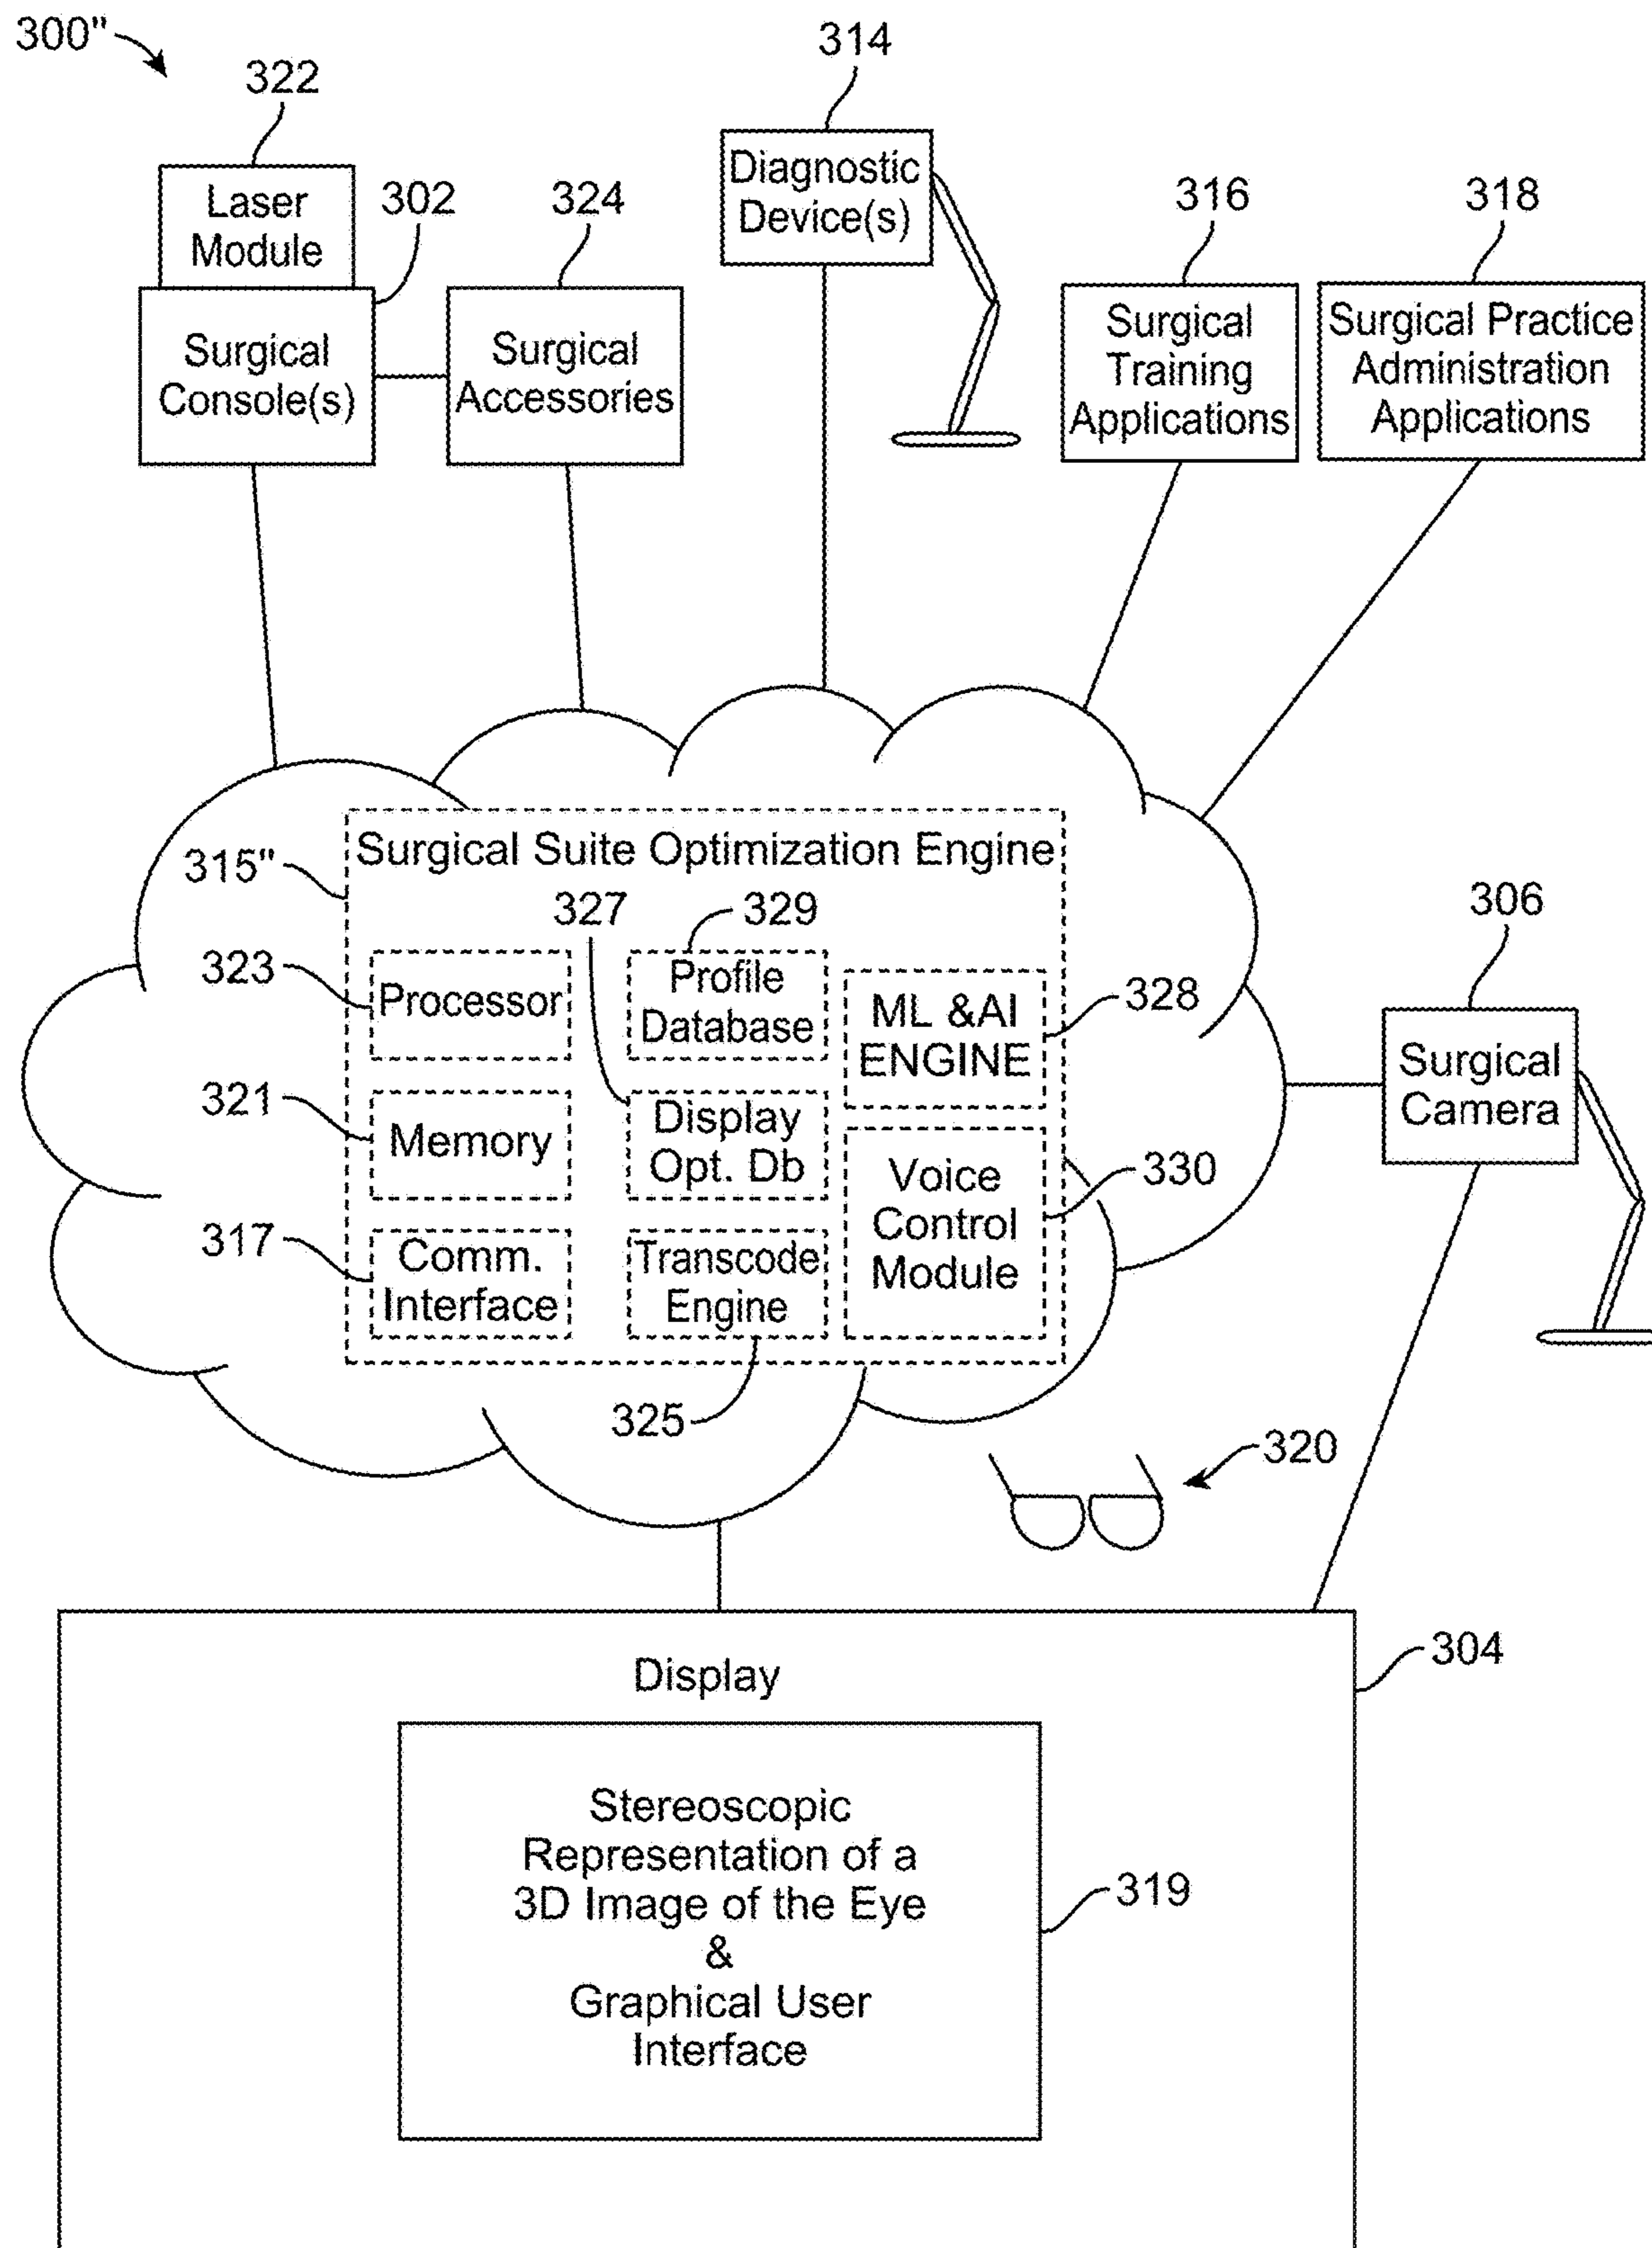 300"
322
314
Laser
Module
302
324
Diagnostic
Device(s)
316
318
Surgical
Console(s)
Surgical
Accessories
Surgical
Training
Applications
Surgical Practice
Administration
Applications
315"
Surgical Suite Optimization Engine
327
329
323
Processor
Profile
Database
ML &AI
ENGINE
328
306
Surgical
Camera
321
Memory
Display
Opt. Db
Voice
Control
Module
330
317
Comm.
Interface
Transcode
Engine
325
320
Display
304
Stereoscopic
Representation of a
3D Image of the Eye
&
Graphical User
Interface
319